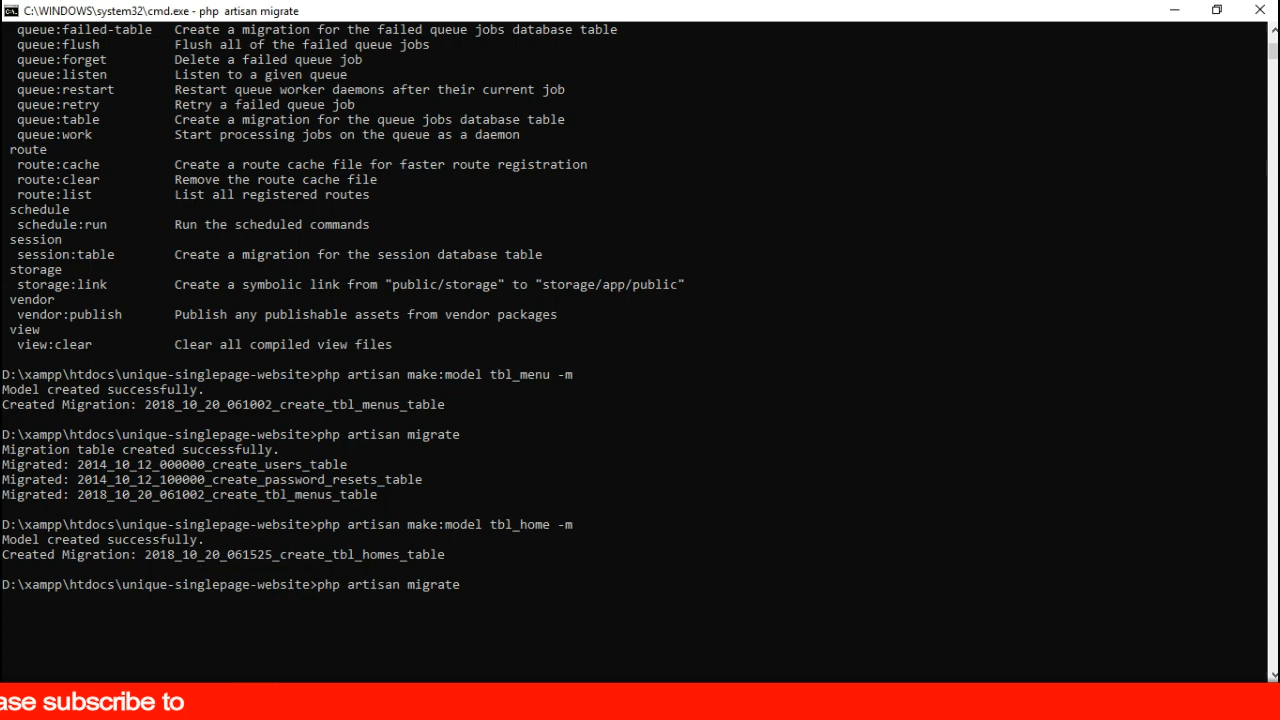 C:\WINDOWS\system32\cmd.exe - php  artisan migrate
queue:failed-table   Create a migration for the failed queue jobs database table
queue:flush          Flush all of the failed queue jobs
queue:forget         Delete a failed queue job
queue:listen         Listen to a given queue
queue:restart        Restart queue worker daemons after their current job
queue:retry          Retry a failed queue job
queue:table          Create a migration for the queue jobs database table
queue:work           Start processing jobs on the queue as a daemon
route
route:cache          Create a route cache file for faster route registration
route:clear          Remove the route cache file
route:list           List all registered routes
schedule
schedule:run         Run the scheduled commands
session
session:table        Create a migration for the session database table
storage
storage:link         Create a symbolic link from "public/storage" to "storage/app/public"
vendor
vendor:publish       Publish any publishable assets from vendor packages
view
view:clear           Clear all compiled view files
D:\xampp\htdocs\unique-singlepage-website>php artisan make:model tbl_menu -m
Model created successfully.
Created Migration: 2018_10_20_061002_create_tbl_menus_table
D:\xampp\htdocs\unique-singlepage-website>php artisan migrate
Migration table created successfully.
Migrated: 2014_10_12_000000_create_users_table
Migrated: 2014_10_12_100000_create_password_resets_table
Migrated: 2018_10_20_061002_create_tbl_menus_table
D:\xampp\htdocs\unique-singlepage-website>php artisan make:model tbl_home -m
Model created successfully.
Created Migration: 2018_10_20_061525_create_tbl_homes_table
D:\xampp\htdocs\unique-singlepage-website>php artisan migrate
ase subscribe to